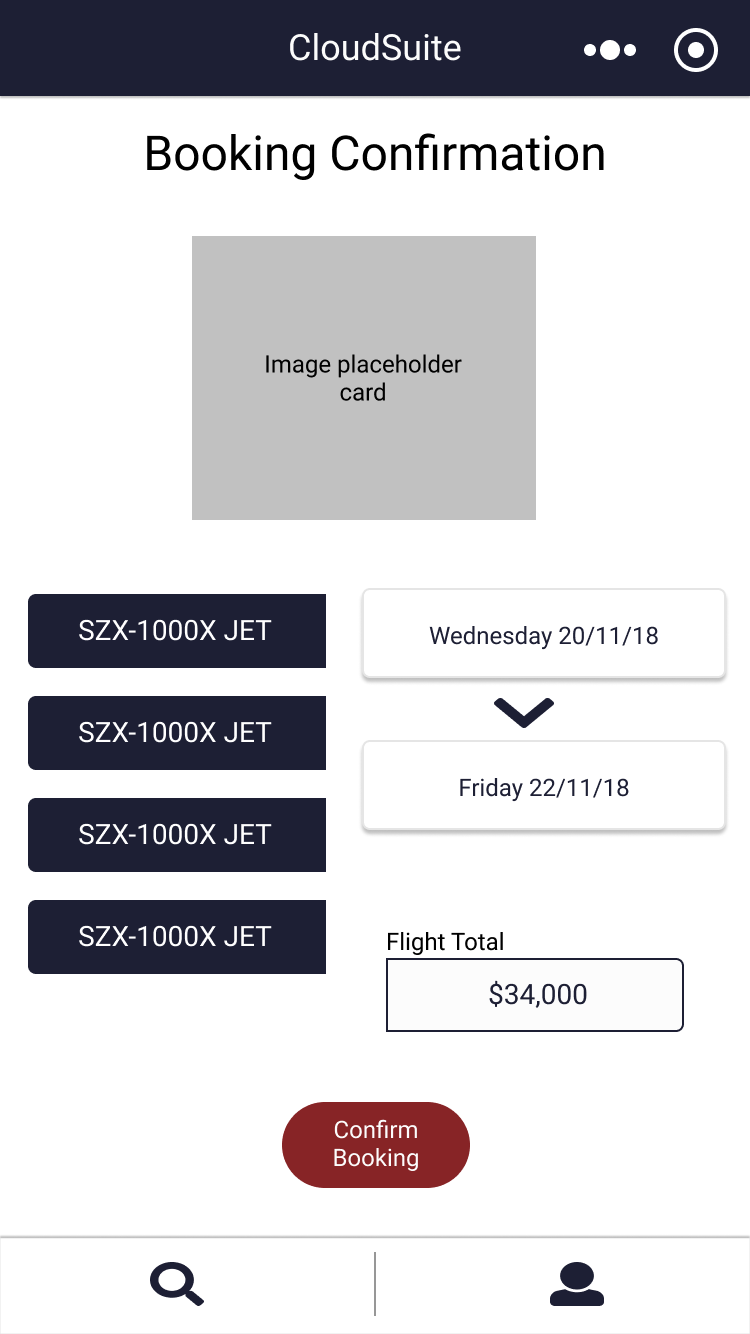 CloudSuite
Booking Confirmation
Image placeholder
card
SZX-1000X JET
SZX-1000X JET
SZX-1000X JET
SZX-1000X JET
Wednesday 20/11/18
Friday 22/11/18
Flight Total
$34,000
Confirm
Booking